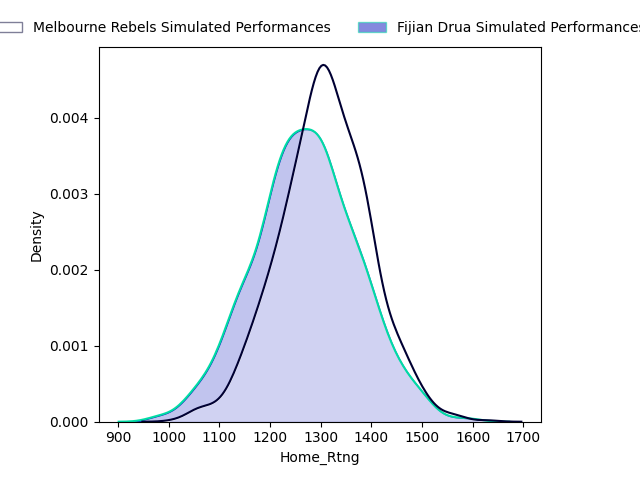 Melbourne Rebels Simulated Performances
Fijian Drua Simulated Performances
0.004
0.003
0.002
0.001
0.000
Density
900 1000 1100 1200 1300 1400 1500 1600 1700
Home_Rtng